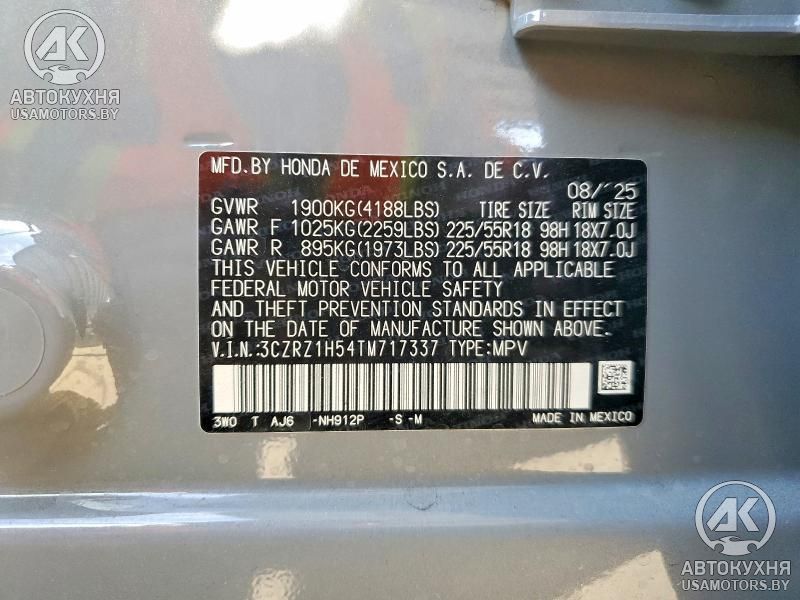 AK
АВТОКУХНЯ
USAMOTORS.BY
MFD.BY HONDA DE MEXICO S.A. DE C.V.
08/'25
GVWR 1900KG(4188LBS) TIRE SIZE RIM SIZE
GAWR F 1025KG(2259LBS) 225/55R18 98H 18X7.0J
GAWR R 895KG(1973LBS) 225/55R18 98H 18X7.0J
THIS VEHICLE CONFORMS TO ALL APPLICABLE
FEDERAL MOTOR VEHICLE SAFETY
AND THEFT PREVENTION STANDARDS IN EFFECT
ON THE DATE OF MANUFACTURE SHOWN ABOVE.
V.I.N.:3CZRZ1H54TM717337 TYPE:MPV
3W0 T AJ6 -NH912P -S -M MADE IN MEXICO
AK
АВТОКУХНЯ
USAMOTORS.BY